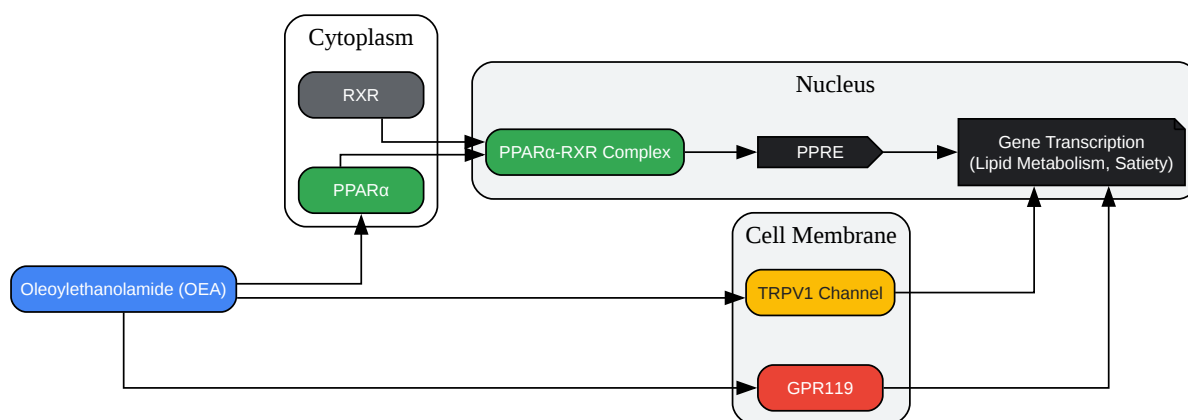 Cytoplasm
RXR
PPARα
Nucleus
PPARα-RXR Complex
PPRE
Gene Transcription
(Lipid Metabolism, Satiety)
Oleoylethanolamide (OEA)
Cell Membrane
TRPV1 Channel
GPR119